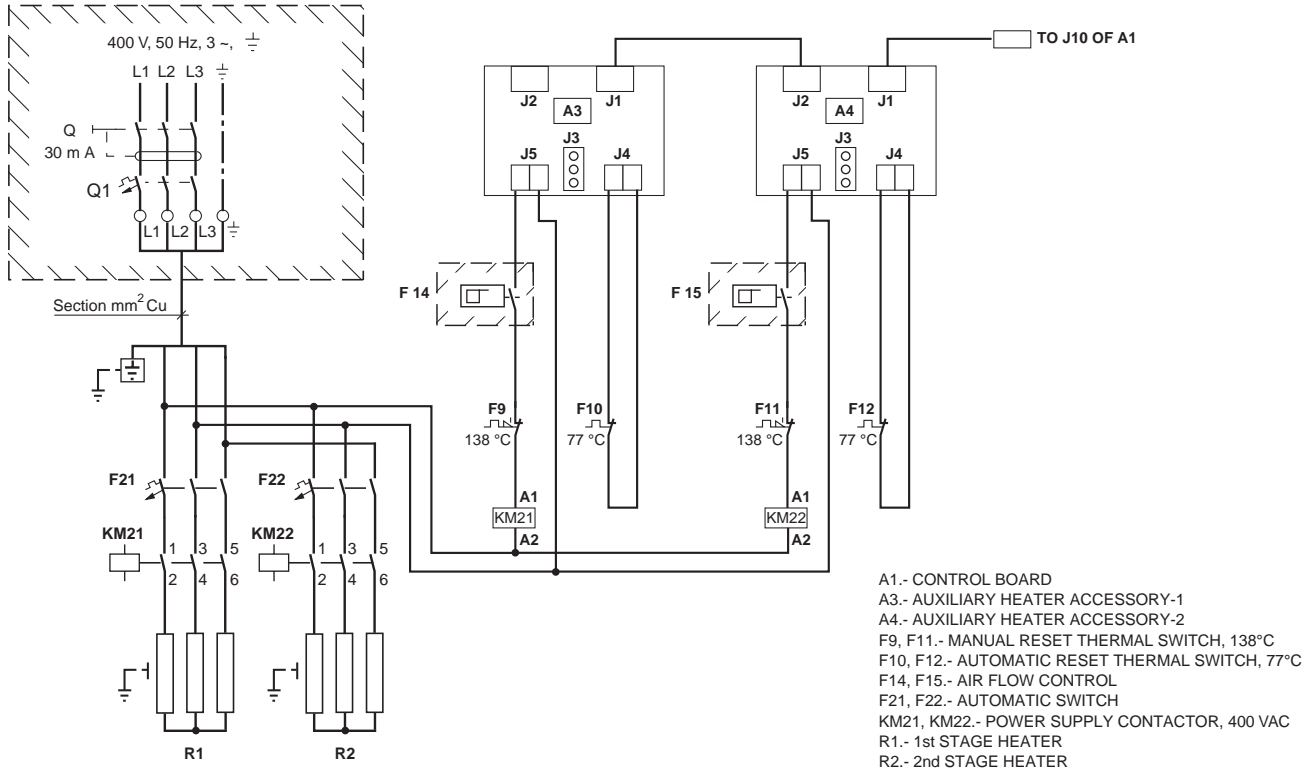 400 V, 50 Hz, 3 ~,
L1 L2 L3
Q
30 m A
Q1
L1 L2 L3
Section mm² Cu
TO J10 OF A1
J2 A3 J1
J3
J5 J4
J2 A4 J1
J3
J5 J4
F 14
F 15
F9
138 °C
F10
77 °C
F11
138 °C
F12
77 °C
A1
KM21
A2
A1
KM22
A2
F21
F22
KM21
1 3 5
2 4 6
KM22
1 3 5
2 4 6
R1
R2
A1.- CONTROL BOARD
A3.- AUXILIARY HEATER ACCESSORY-1
A4.- AUXILIARY HEATER ACCESSORY-2
F9, F11.- MANUAL RESET THERMAL SWITCH, 138°C
F10, F12.- AUTOMATIC RESET THERMAL SWITCH, 77°C
F14, F15.- AIR FLOW CONTROL
F21, F22.- AUTOMATIC SWITCH
KM21, KM22.- POWER SUPPLY CONTACTOR, 400 VAC
R1.- 1st STAGE HEATER
R2.- 2nd STAGE HEATER